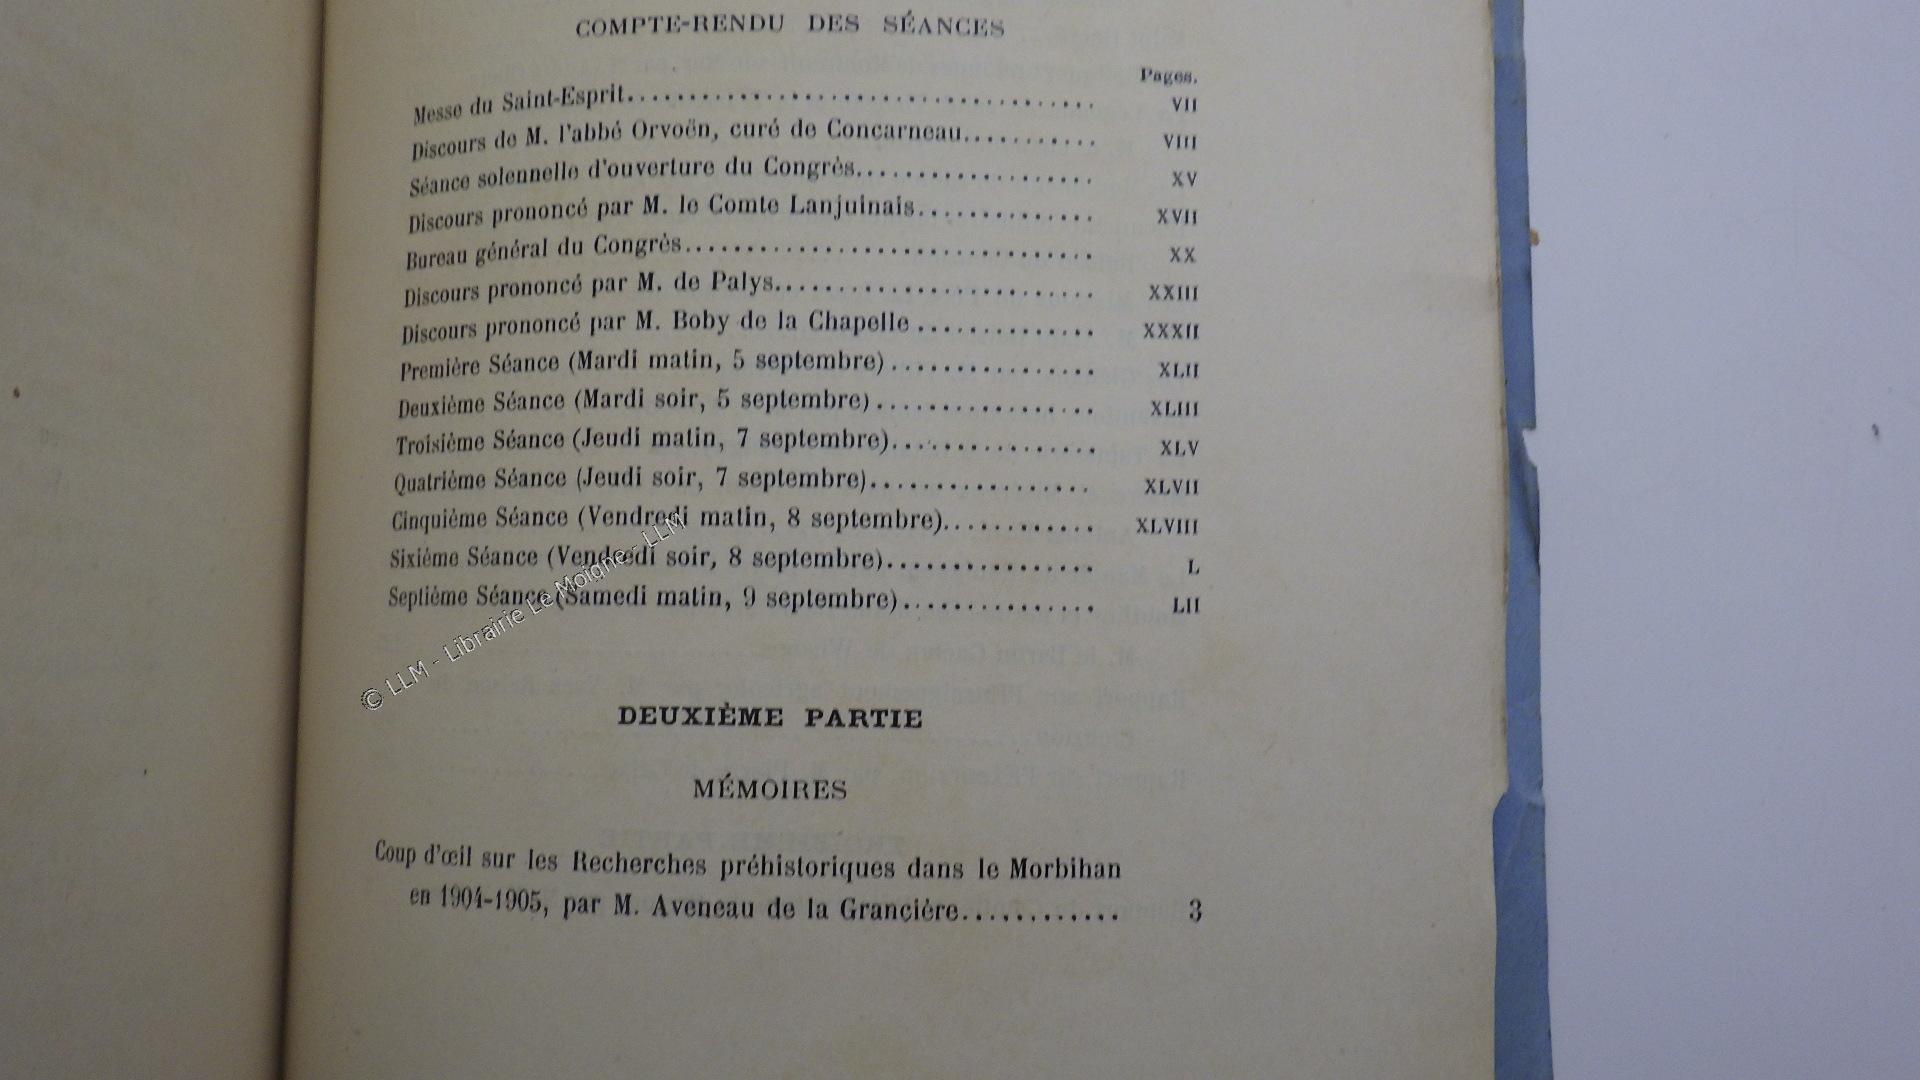 COMPTE-RENDU DES SÉANCES
Pages.
Messe du Saint-Esprit........................................ VII
Discours de M. l'abbé Orvoën, curé de Concarneau........... VIII
Séance solennelle d'ouverture du Congrès................... XV
Discours prononcé par M. le Comte Lanjuinais.............. XVII
Bureau général du Congrès................................ XX
Discours prononcé par M. de Palys......................... XXIII
Discours prononcé par M. Boby de la Chapelle .............. XXXII
Première Séance (Mardi matin, 5 septembre) ................ XLII
Deuxième Séance (Mardi soir, 5 septembre) ................. XLIII
Troisième Séance (Jeudi matin, 7 septembre)................ XLV
Quatrième Séance (Jeudi soir, 7 septembre)................. XLVII
Cinquième Séance (Vendredi matin, 8 septembre)............. XLVIII
Sixième Séance (Vendredi soir, 8 septembre)................ L
Septième Séance (Samedi matin, 9 septembre)................ LII
© LLM - Librairie Le Moigne - LLM
DEUXIÈME PARTIE
MÉMOIRES
Coup d'œil sur les Recherches préhistoriques dans le Morbihan
en 1904-1905, par M. Aveneau de la Grancière............ 3